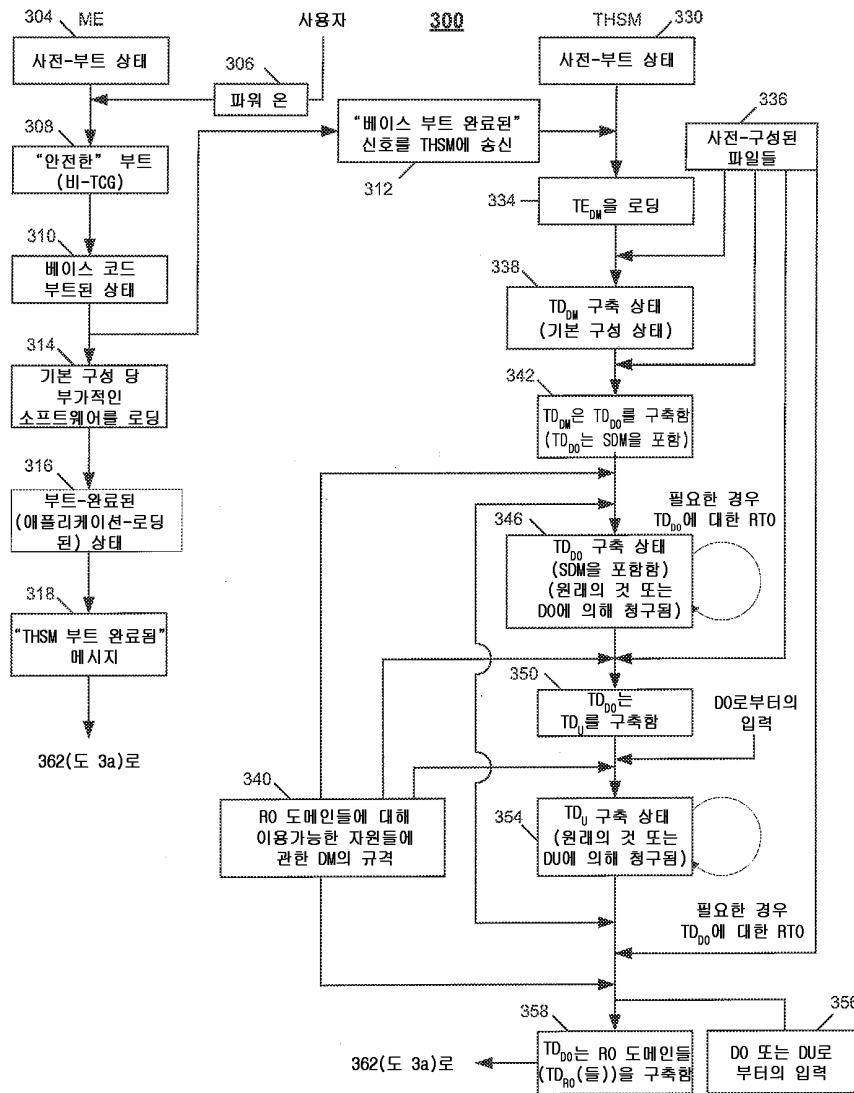 304
ME
사용자
300
THSM
330
사전-부트 상태
306
파워 온
사전-부트 상태
336
사전-구성된
파일들
308
"안전한" 부트
(비-TCG)
"베이스 부트 완료된"
신호를 THSM에 송신
312
334
TE_DM을 로딩
310
베이스 코드
부트된 상태
338
TD_DM 구축 상태
(기본 구성 상태)
314
기본 구성 당
부가적인
소프트웨어를 로딩
342
TD_DM은 TD_DO를 구축함
(TD_DO는 SDM을 포함)
316
부트-완료된
(애플리케이션-로딩
된) 상태
필요한 경우
TD_DO에 대한 RTO
346
TD_DO 구축 상태
(SDM을 포함함)
(원래의 것 또는
DO에 의해 청구됨)
318
"THSM 부트 완료됨"
메시지
350
TD_DO는
TD_U를 구축함
DO로부터의
입력
362(도 3a)로
340
RO 도메인들에 대해
이용가능한 자원들에
관한 DM의 규격
354
TD_U 구축 상태
(원래의 것 또는
DU에 의해 청구됨)
필요한 경우
TD_DO에 대한 RTO
358
356
362(도 3a)로
TD_DO는 RO 도메인들
(TD_RO(들))을 구축함
DO 또는 DU로
부터의 입력